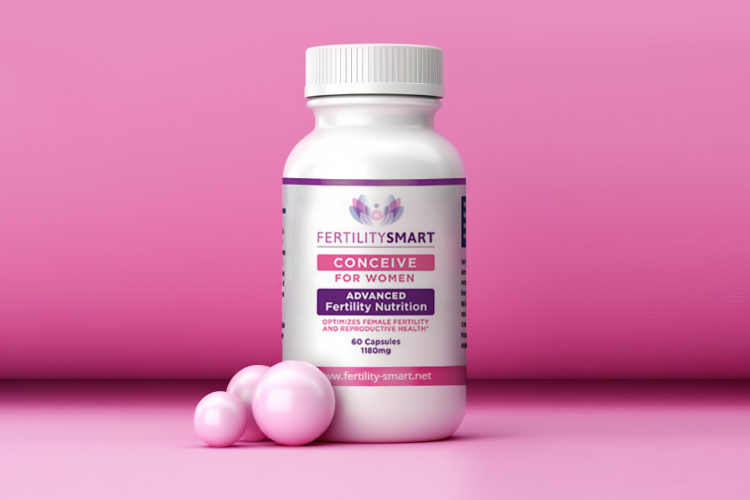 FERTILITYSMART
CONCEIVE
FOR WOMEN
ADVANCED
Fertility Nutrition
OPTIMIZES FEMALE FERTILITY
AND REPRODUCTIVE HEALTH*
60 Capsules
1180mg
www.fertility-smart.net